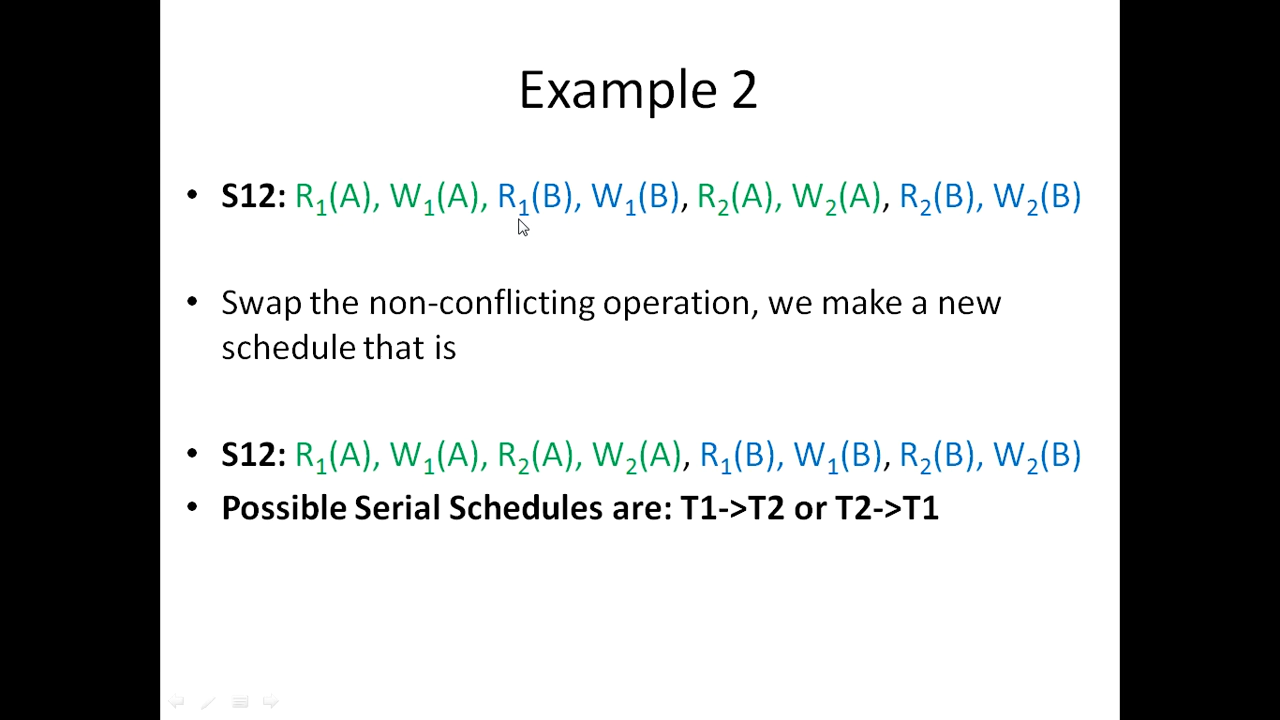 Example 2
• S12: R₁(A), W₁(A), R₁(B), W₁(B), R₂(A), W₂(A), R₂(B), W₂(B)
• Swap the non-conflicting operation, we make a new
schedule that is
• S12: R₁(A), W₁(A), R₂(A), W₂(A), R₁(B), W₁(B), R₂(B), W₂(B)
• Possible Serial Schedules are: T1->T2 or T2->T1